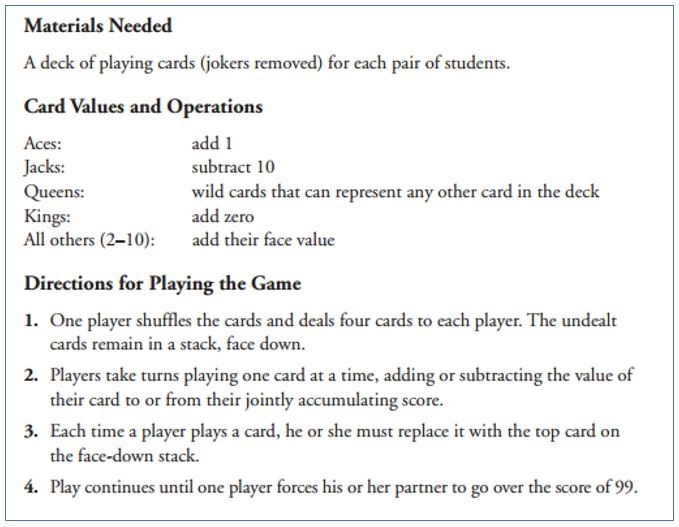 Materials Needed
A deck of playing cards (jokers removed) for each pair of students.
Card Values and Operations
Aces: add 1
Jacks: subtract 10
Queens: wild cards that can represent any other card in the deck
Kings: add zero
All others (2–10): add their face value
Directions for Playing the Game
1. One player shuffles the cards and deals four cards to each player. The undealt
cards remain in a stack, face down.
2. Players take turns playing one card at a time, adding or subtracting the value of
their card to or from their jointly accumulating score.
3. Each time a player plays a card, he or she must replace it with the top card on
the face-down stack.
4. Play continues until one player forces his or her partner to go over the score of 99.